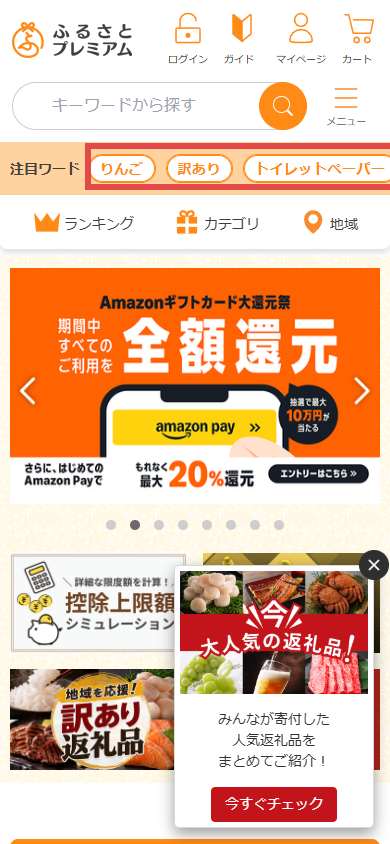 ふるさと
プレミアム
ログイン
ガイド
マイページ
カート
キーワードから探す
メニュー
注目ワード
りんご
訳あり
トイレットペーパー
ランキング
カテゴリ
地域
Amazonギフトカード大還元祭
期間中
すべての
ご利用を
全額還元
amazon pay
抽選で最大
10万円が
当たる
さらに、はじめての
Amazon Payで
もれなく
最大20%還元
エントリーはこちら »
詳細な限度額を計算!
控除上限額
シミュレーション
地域を応援!
訳あり
返礼品
今
大人気の返礼品!
みんなが寄付した
人気返礼品を
まとめてご紹介!
今すぐチェック